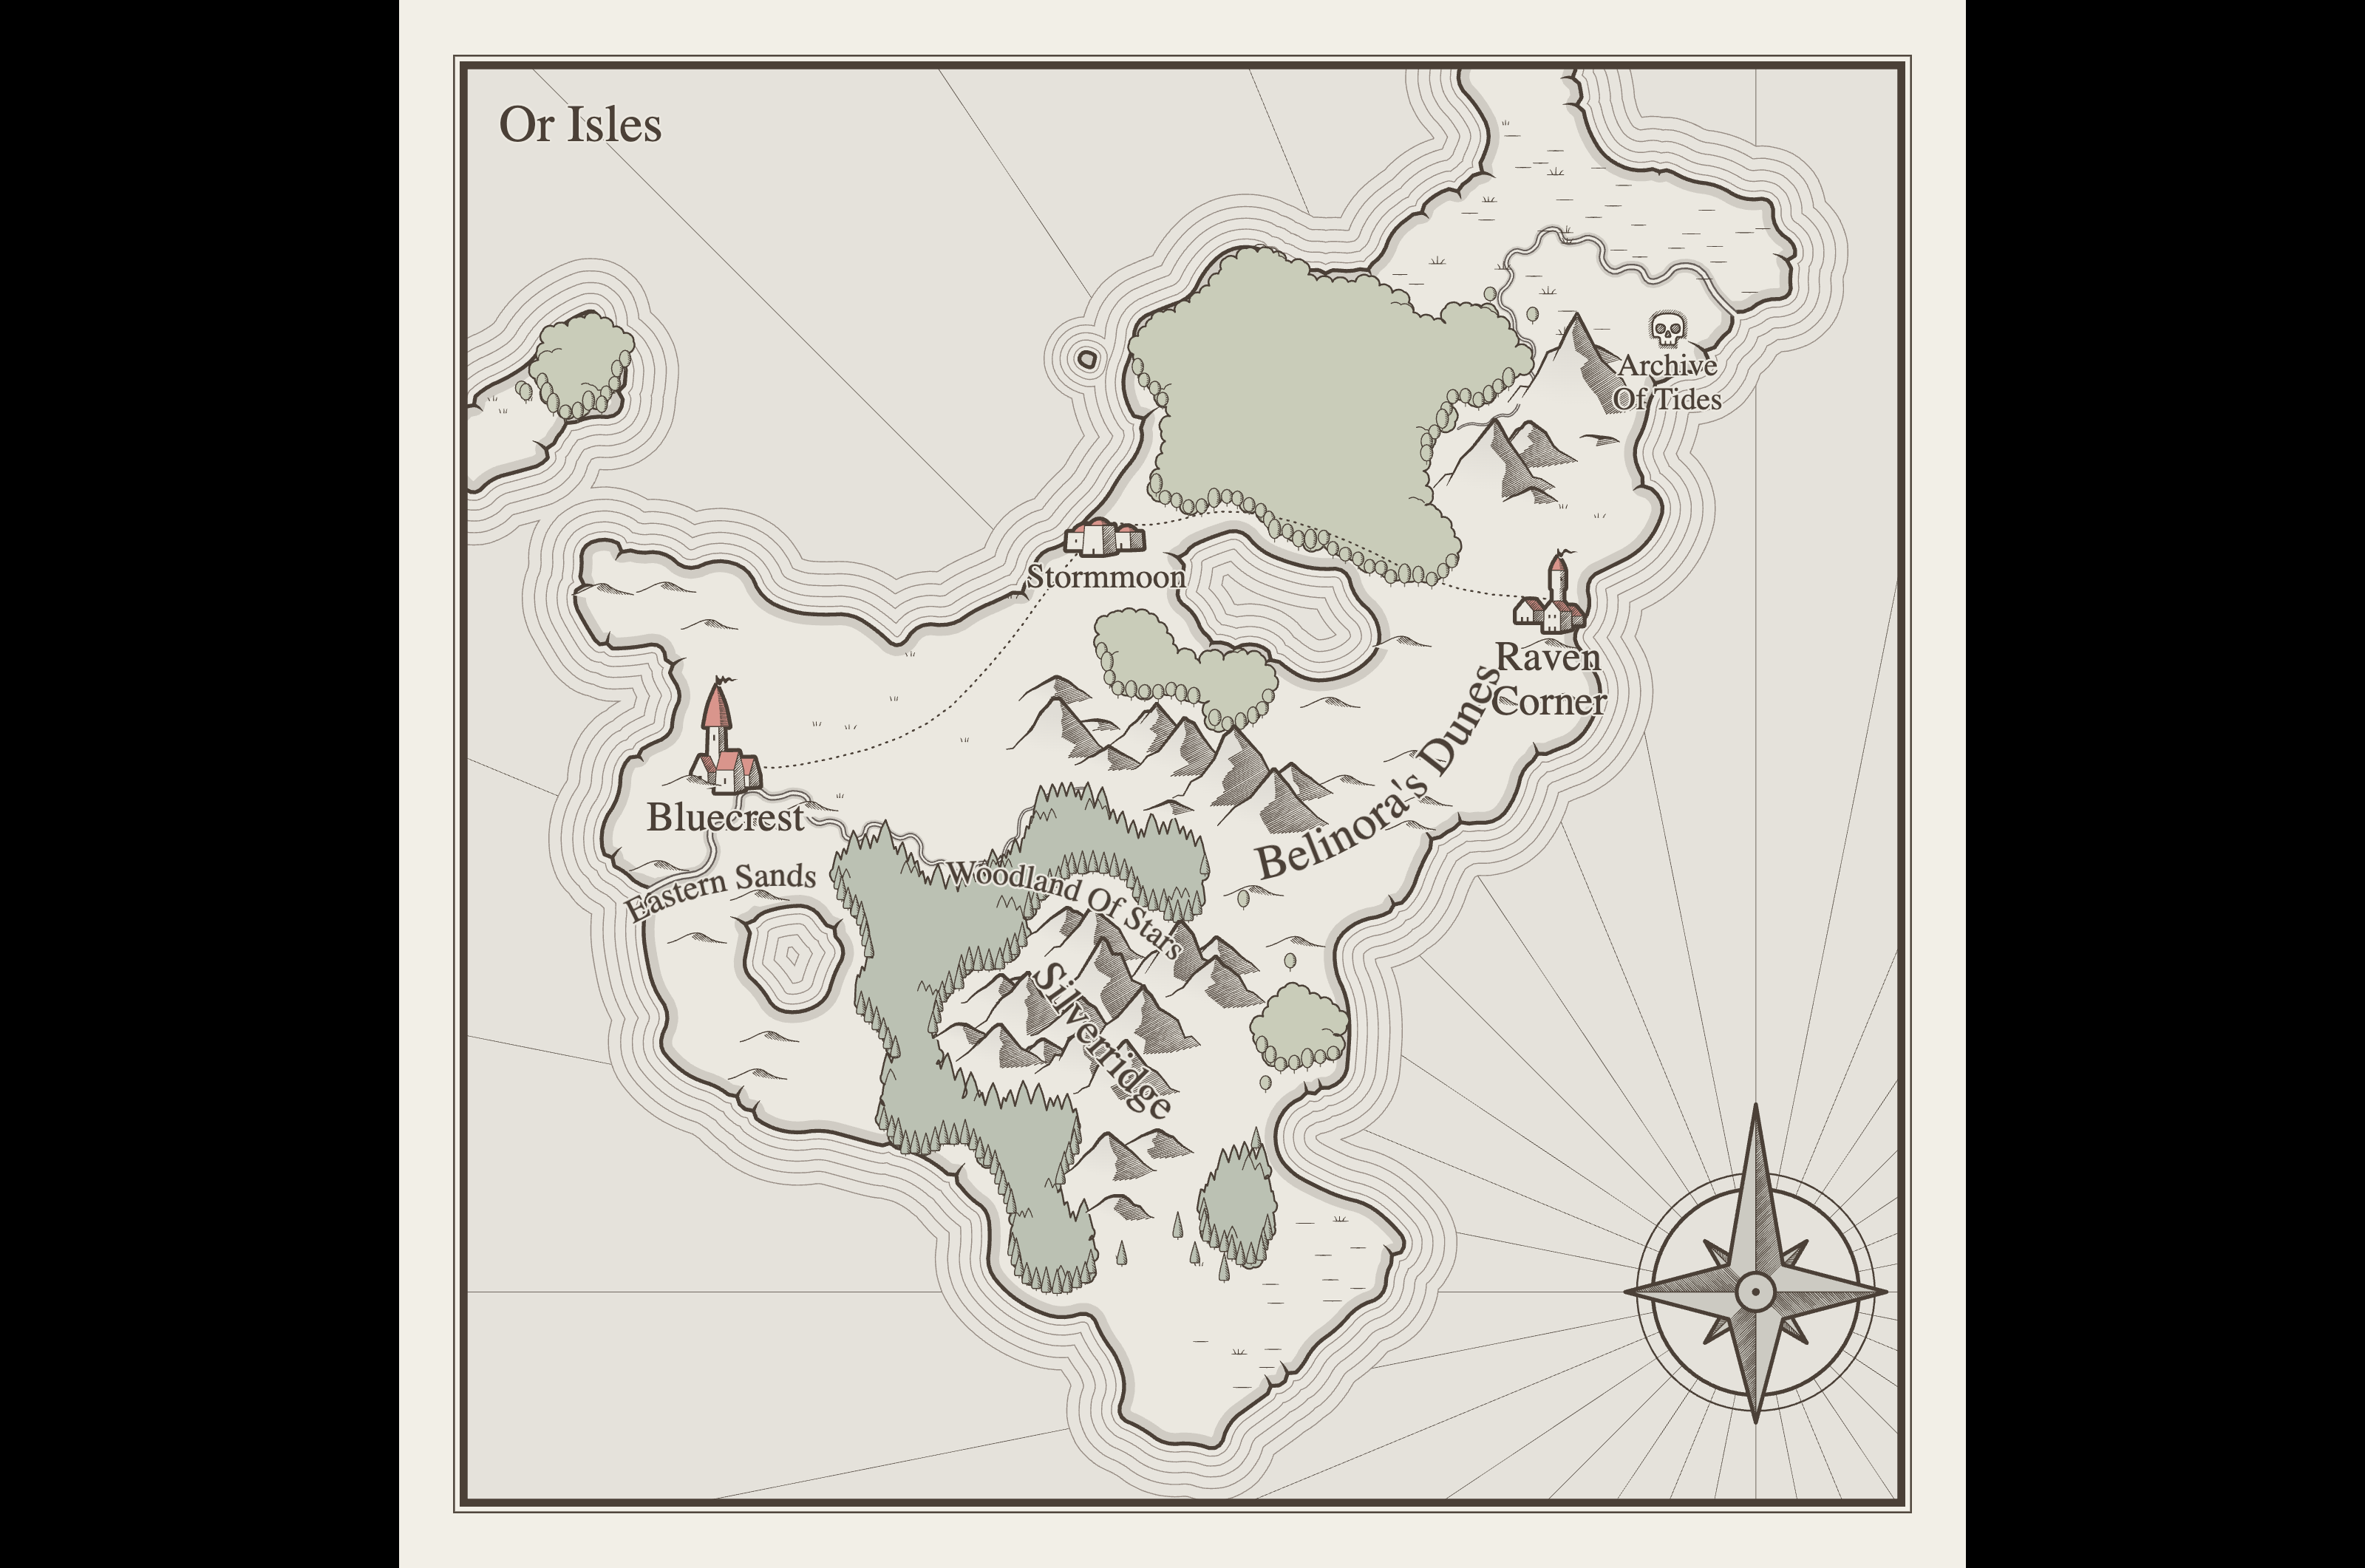 Or Isles
Archive
Of Tides
Stormmoon
Raven
Corner
Belinora's Dunes
Bluecrest
Eastern Sands
Woodland Of Stars
Silverridge